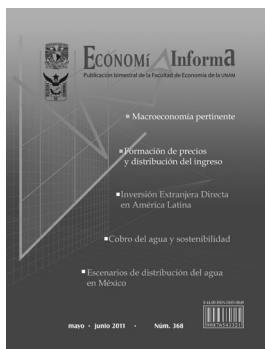 ECONOMÍA Informa
Publicación bimestral de la Facultad de Economía de la UNAM
Macroeconomía pertinente
Formación de precios
y distribución del ingreso
Inversión Extranjera Directa
en América Latina
Cobro del agua y sostenibilidad
Escenarios de distribución del agua
en México
mayo - junio 2011 · Núm. 368